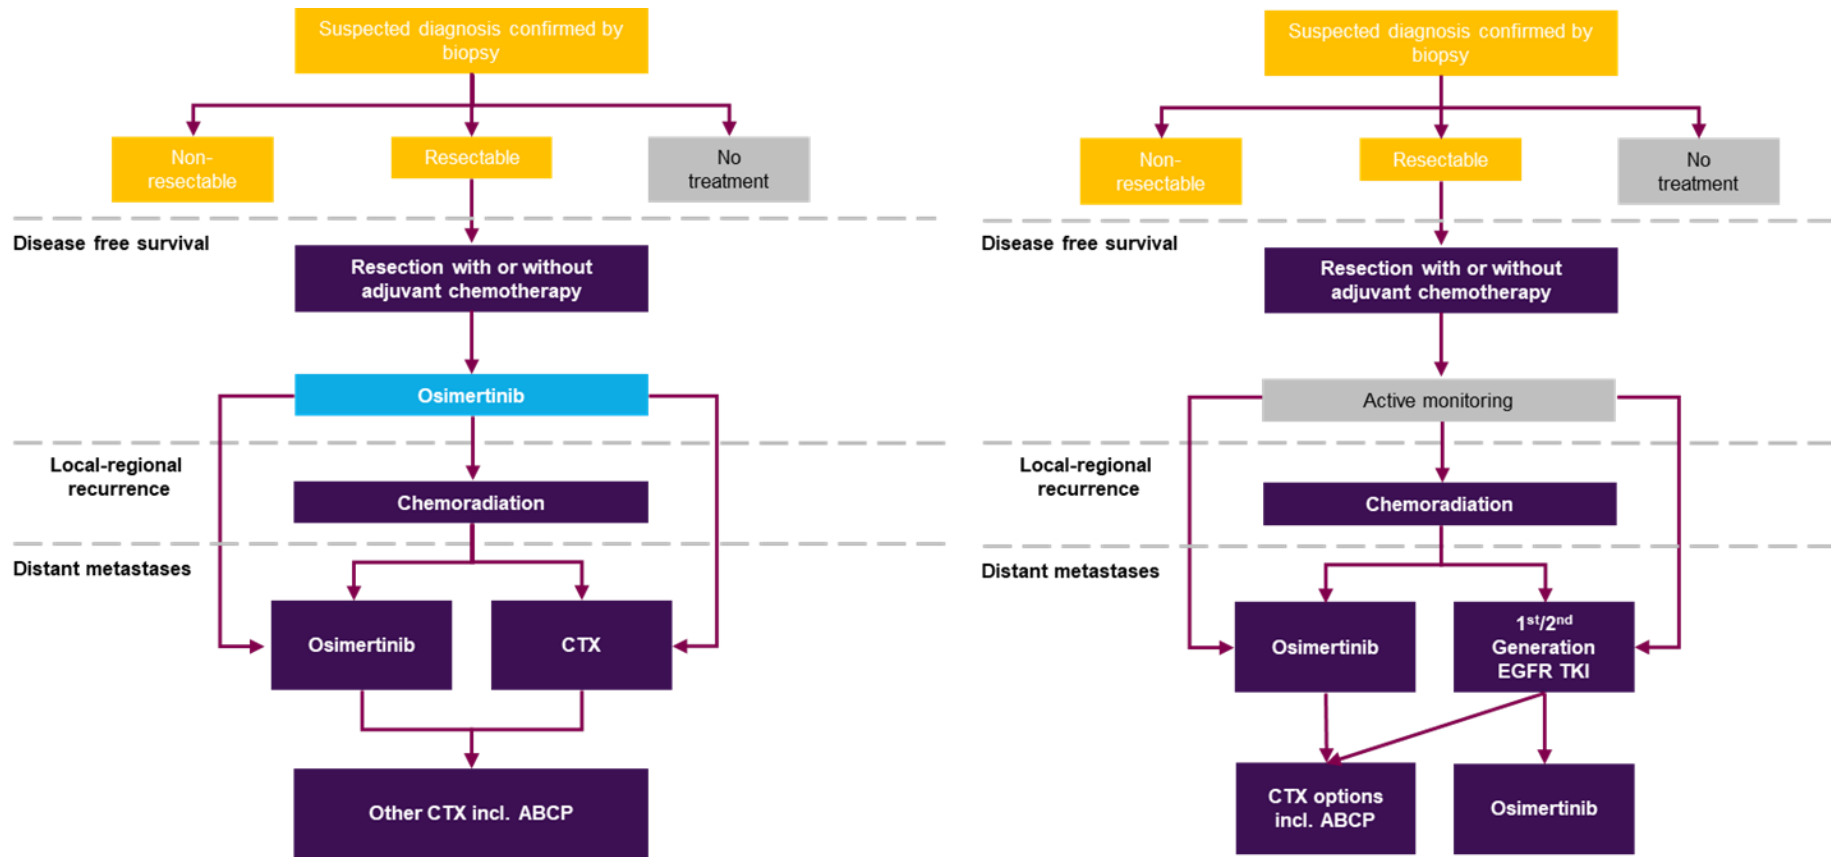 Suspected diagnosis confirmed by
biopsy
Non-
resectable
Resectable
No
treatment
Disease free survival
Resection with or without
adjuvant chemotherapy
Osimertinib
Local-regional
recurrence
Chemoradiation
Distant metastases
Osimertinib
CTX
Other CTX incl. ABCP
Suspected diagnosis confirmed by
biopsy
Non-
resectable
Resectable
No
treatment
Disease free survival
Resection with or without
adjuvant chemotherapy
Active monitoring
Local-regional
recurrence
Chemoradiation
Distant metastases
Osimertinib
1st/2nd
Generation
EGFR TKI
CTX options
incl. ABCP
Osimertinib